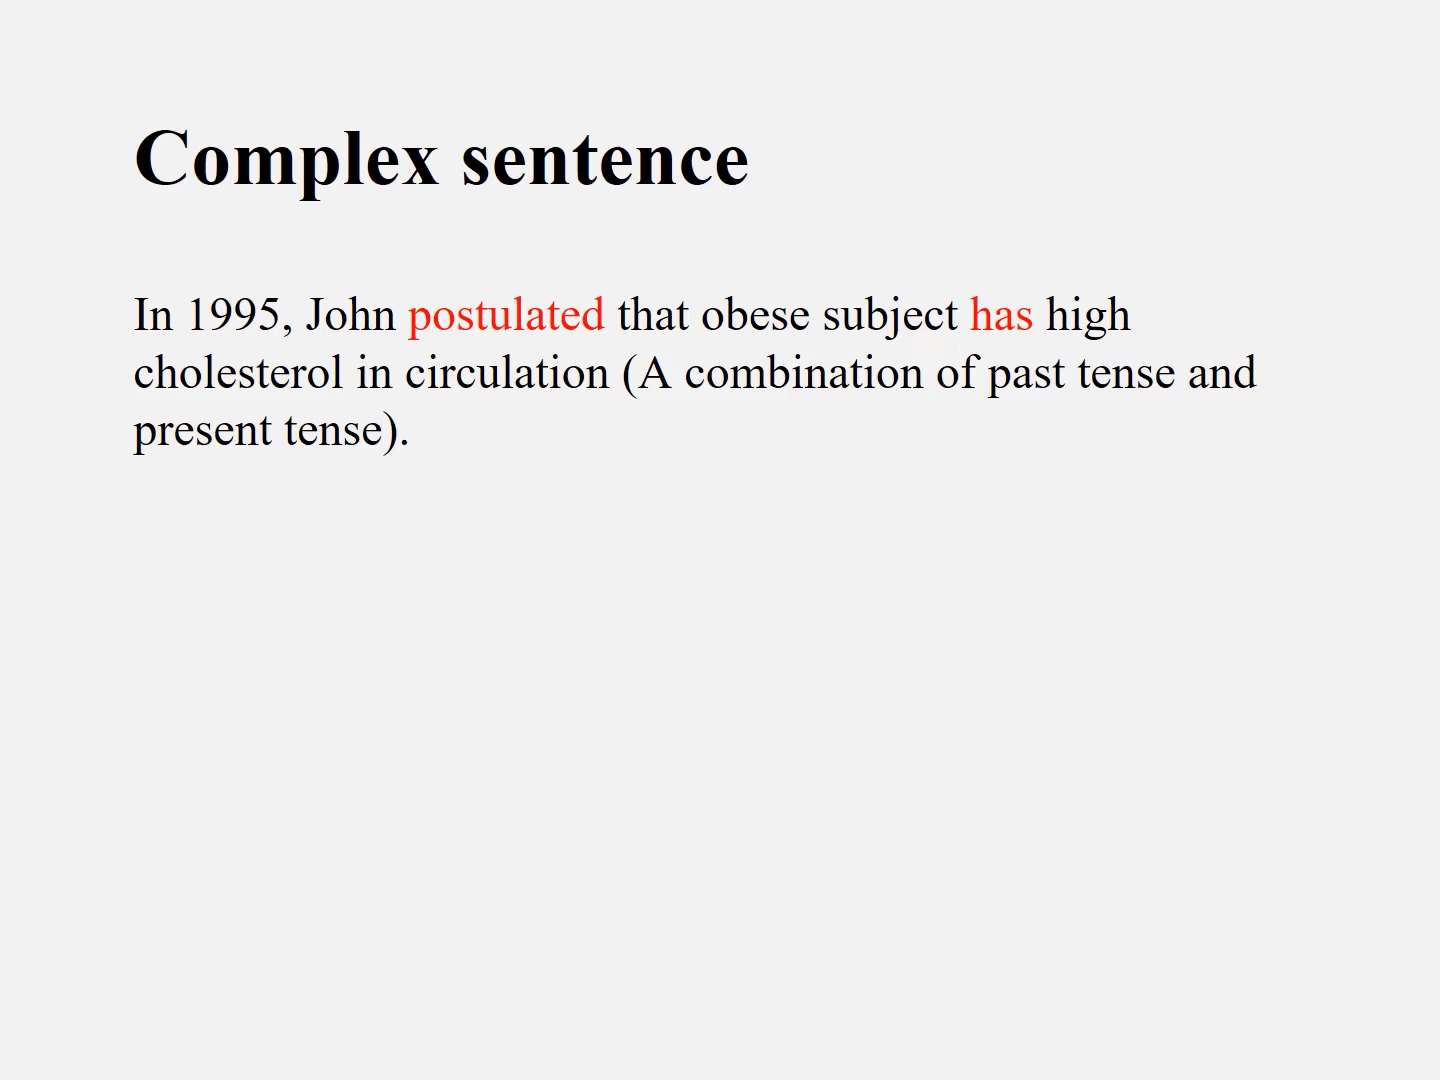 Complex sentence
In 1995, John postulated that obese subject has high
cholesterol in circulation (A combination of past tense and
present tense).